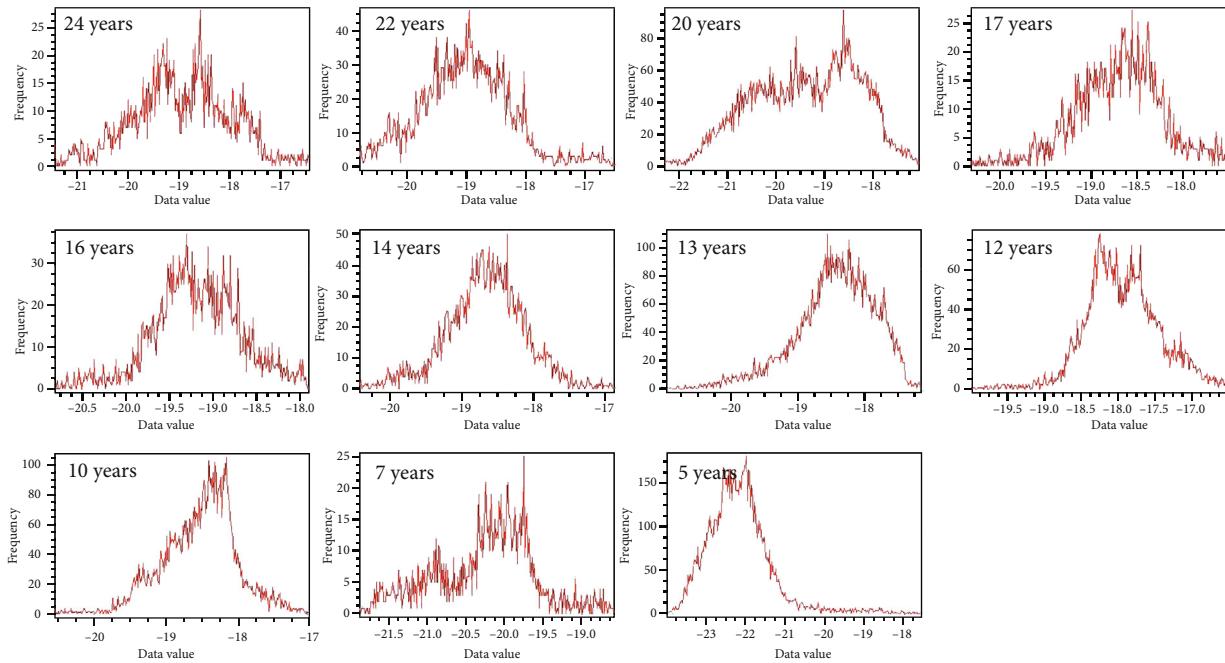 24 years
Frequency
25
20
15
10
5
0
−21 −20 −19 −18 −17
Data value
22 years
Frequency
40
30
20
10
0
−20 −19 −18 −17
Data value
20 years
Frequency
80
60
40
20
0
−22 −21 −20 −19 −18
Data value
17 years
Frequency
25
20
15
10
5
0
−20.0 −19.5 −19.0 −18.5 −18.0
Data value
16 years
Frequency
30
20
10
0
−20.5 −20.0 −19.5 −19.0 −18.5 −18.0
Data value
14 years
Frequency
50
40
30
20
10
0
−20 −19 −18 −17
Data value
13 years
Frequency
100
80
60
40
20
0
−20 −19 −18
Data value
12 years
Frequency
60
40
20
0
−19.5 −19.0 −18.5 −18.0 −17.5 −17.0
Data value
10 years
Frequency
100
80
60
40
20
0
−20 −19 −18 −17
Data value
7 years
Frequency
25
20
15
10
5
0
−21.5 −21.0 −20.5 −20.0 −19.5 −19.0
Data value
5 years
Frequency
150
100
50
0
−23 −22 −21 −20 −19 −18
Data value